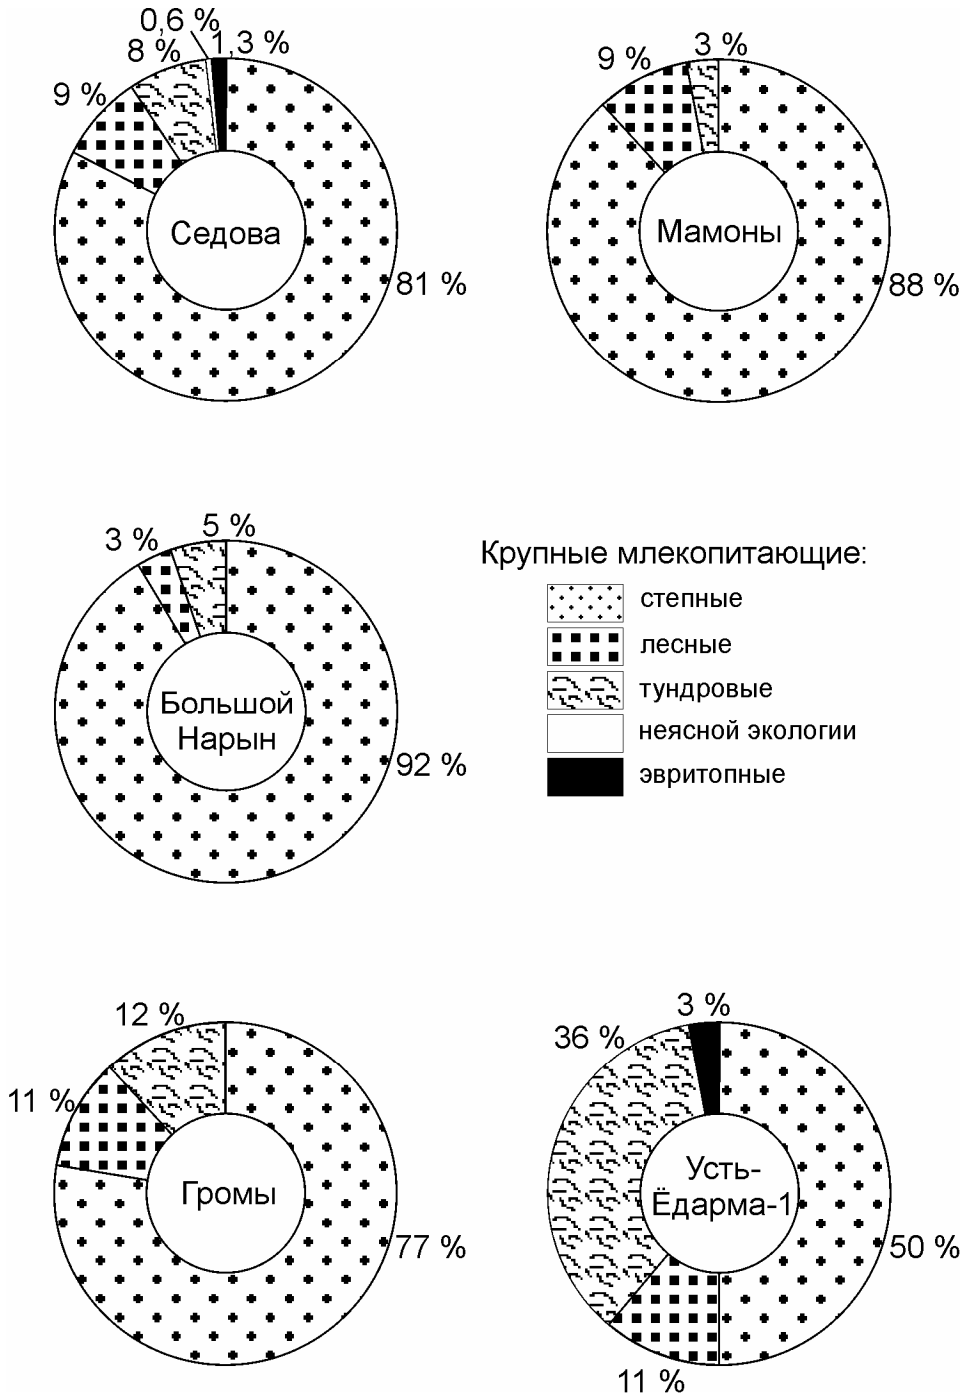 0,6 %
8 %
1,3 %
9 %
Седова
81 %
9 %
3 %
Мамоны
88 %
3 %
5 %
Большой
Нарын
92 %
Крупные млекопитающие:
степные
лесные
тундровые
неясной экологии
эвритопные
12 %
11 %
Громы
77 %
3 %
36 %
Усть-
Ёдарма-1
50 %
11 %